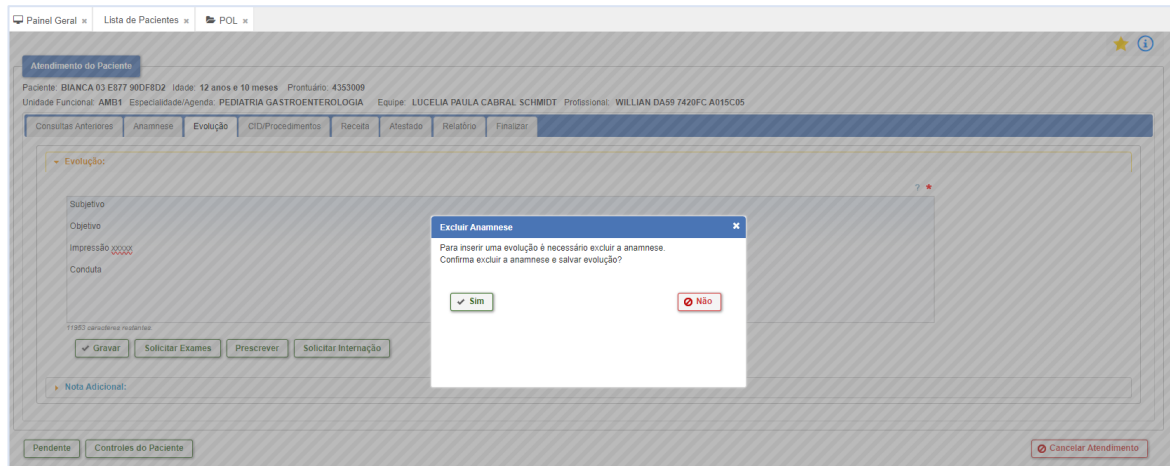 Painel Geral × Lista de Pacientes × POL ×
Atendimento do Paciente
Paciente: BIANCA 03 E877 90DF8D2 Idade: 12 anos e 10 meses Prontuário: 4353009
Unidade Funcional: AMB1 Especialidade/Agenda: PEDIATRIA GASTROENTEROLOGIA Equipe: LUCELIA PAULA CABRAL SCHMIDT Profissional: WILLIAN DA59 7420FC A015C05
Consultas Anteriores Anamnese Evolução CID/Procedimentos Receita Atestado Relatório Finalizar
Evolução:
? *
Subjetivo
Objetivo
Impressão xxxxx
Conduta
11953 caracteres restantes
Gravar Solicitar Exames Prescrever Solicitar Internação
Nota Adicional:
Excluir Anamnese ×
Para inserir uma evolução é necessário excluir a anamnese.
Confirma excluir a anamnese e salvar evolução?
Sim Não
Pendente Controles do Paciente Cancelar Atendimento